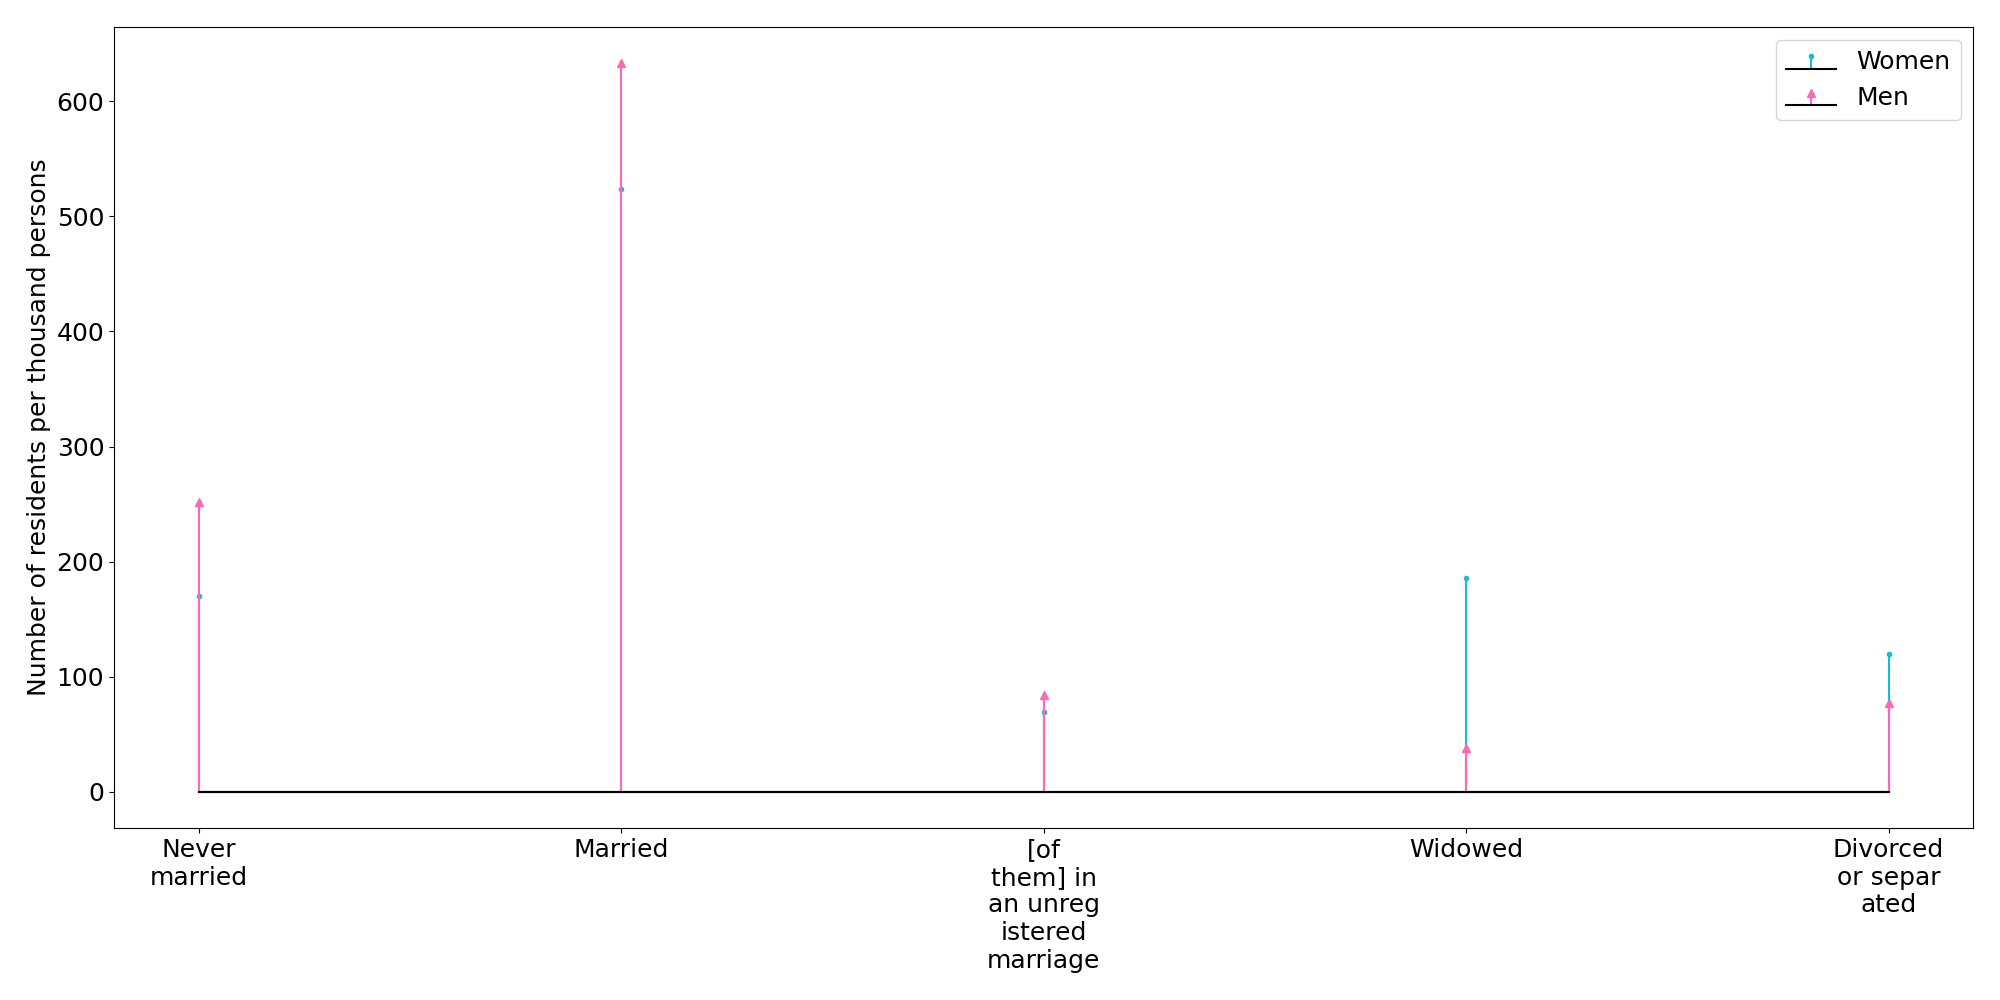 Women
Men
Number of residents per thousand persons
600
500
400
300
200
100
0
Never
married
Married
[of
them] in
an unreg
istered
marriage
Widowed
Divorced
or separ
ated